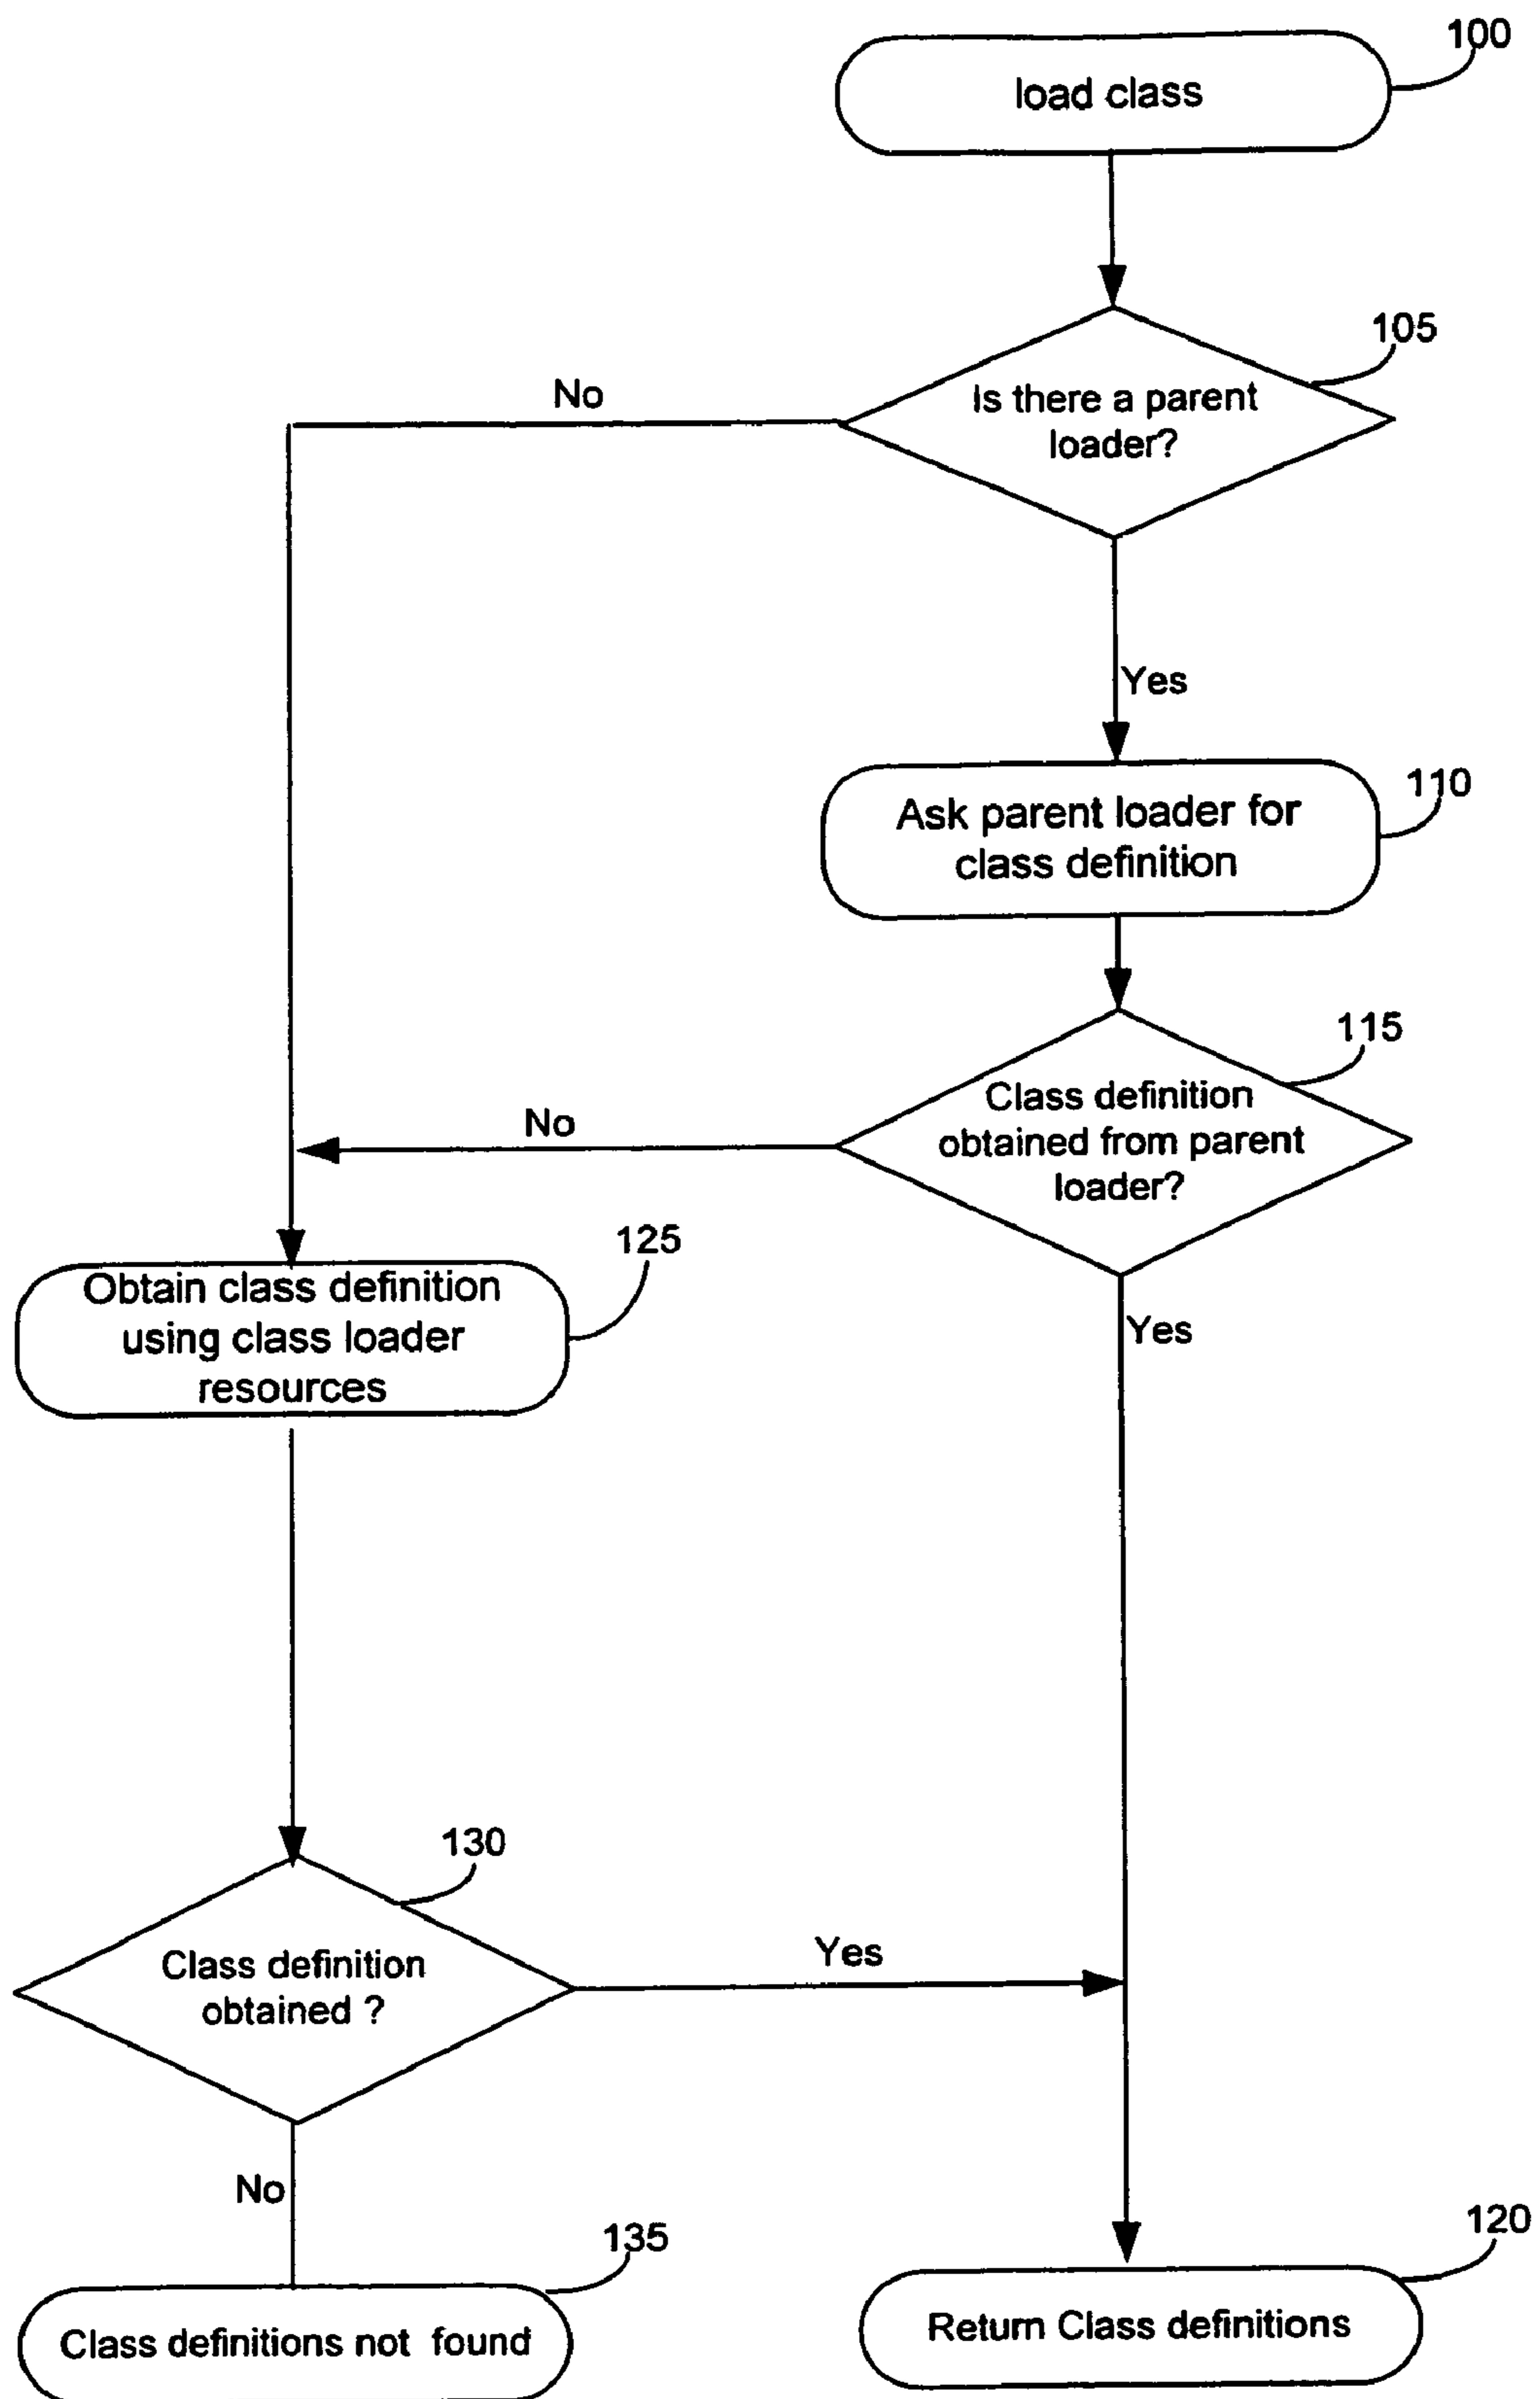 100
load class
105
Is there a parent
loader?
No
Yes
110
Ask parent loader for
class definition
115
Class definition
obtained from parent
loader?
No
Yes
125
Obtain class definition
using class loader
resources
130
Class definition
obtained ?
Yes
No
135
Class definitions not found
120
Return Class definitions